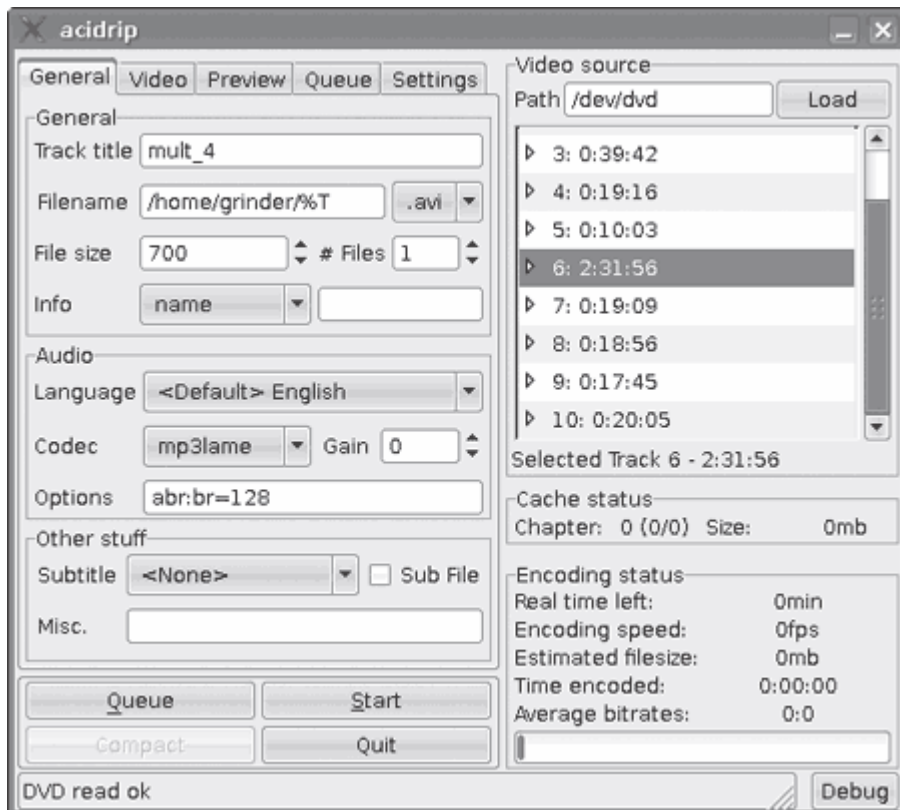 acidrip
General Video Preview Queue Settings
General
Track title mult_4
Filename /home/grinder/%T .avi
File size 700 # Files 1
Info name
Audio
Language <Default> English
Codec mp3lame Gain 0
Options abr:br=128
Other stuff
Subtitle <None> Sub File
Misc.
Queue Start
Compact Quit
DVD read ok
Video source
Path /dev/dvd Load
3: 0:39:42
4: 0:19:16
5: 0:10:03
6: 2:31:56
7: 0:19:09
8: 0:18:56
9: 0:17:45
10: 0:20:05
Selected Track 6 - 2:31:56
Cache status
Chapter: 0 (0/0) Size: 0mb
Encoding status
Real time left: 0min
Encoding speed: 0fps
Estimated filesize: 0mb
Time encoded: 0:00:00
Average bitrates: 0:0
Debug